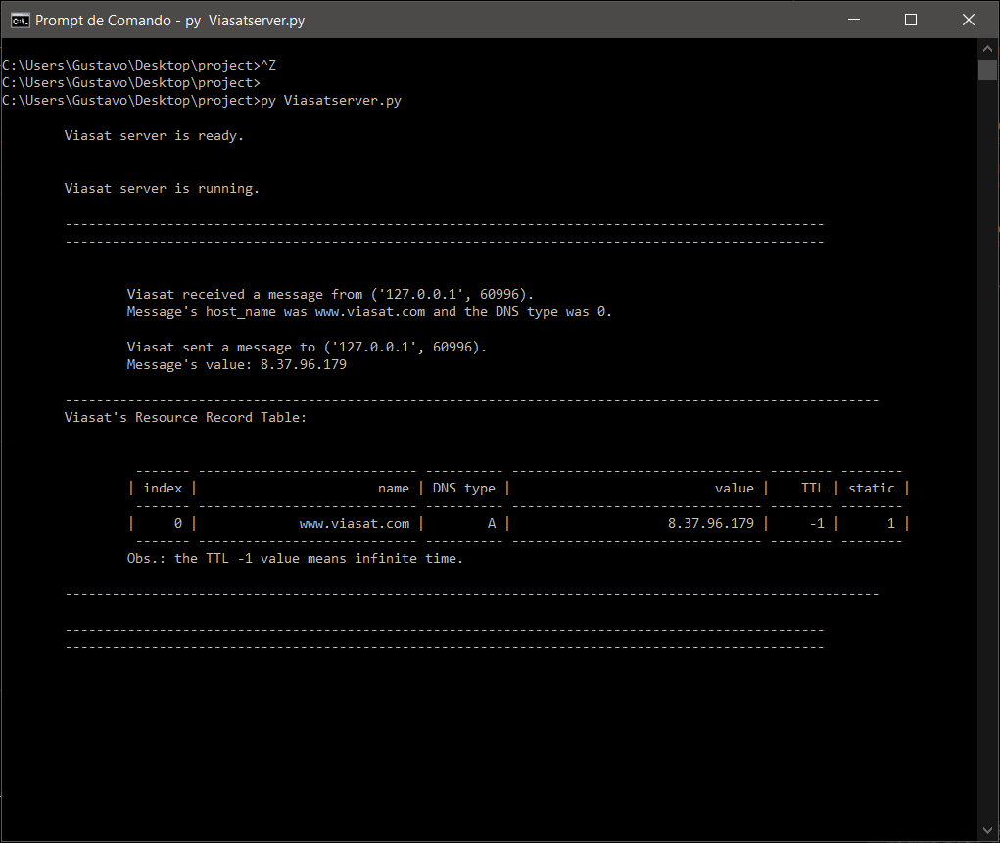 Prompt de Comando - py  Viasatserver.py
C:\Users\Gustavo\Desktop\project>^Z
C:\Users\Gustavo\Desktop\project>
C:\Users\Gustavo\Desktop\project>py Viasatserver.py
Viasat server is ready.
Viasat server is running.
-------------------------------------------------------------------------------------------------
-------------------------------------------------------------------------------------------------
Viasat received a message from ('127.0.0.1', 60996).
Message's host_name was www.viasat.com and the DNS type was 0.
Viasat sent a message to ('127.0.0.1', 60996).
Message's value: 8.37.96.179
--------------------------------------------------------------------------------------------------------
Viasat's Resource Record Table:
 ------- ---------------------------- ---------- -------------------------------- -------- --------
| index |                       name | DNS type |                          value |    TTL | static |
 ------- ---------------------------- ---------- -------------------------------- -------- --------
|     0 |             www.viasat.com |        A |                    8.37.96.179 |     -1 |      1 |
 ------- ---------------------------- ---------- -------------------------------- -------- --------
Obs.: the TTL -1 value means infinite time.
--------------------------------------------------------------------------------------------------------
-------------------------------------------------------------------------------------------------
-------------------------------------------------------------------------------------------------